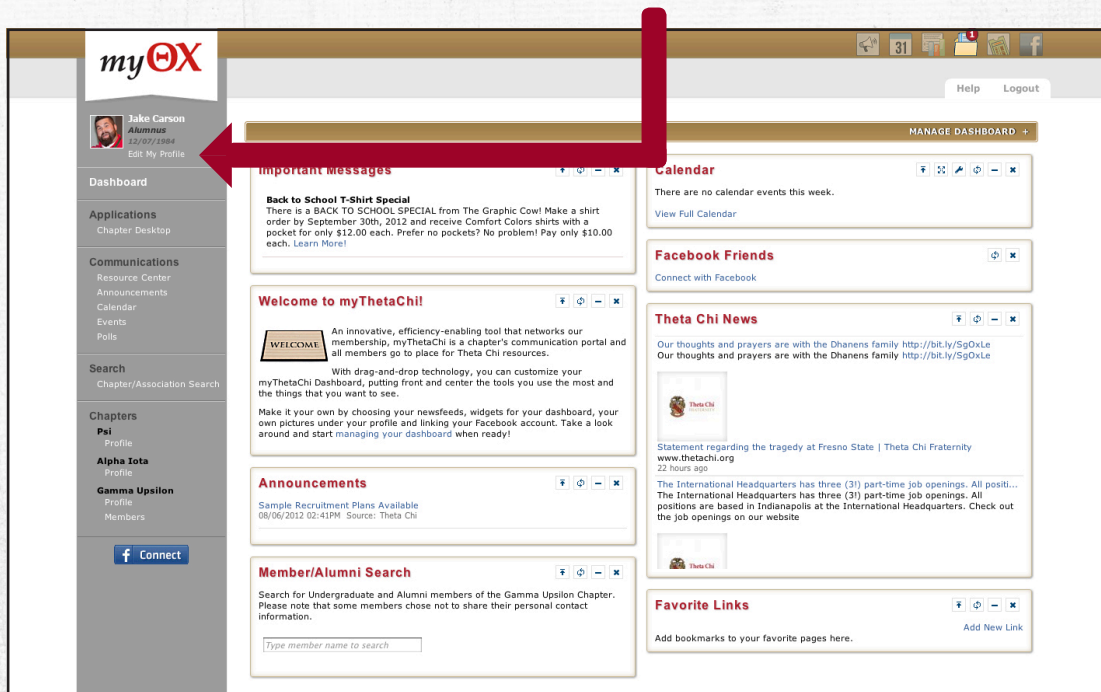 myΘX
31
1
f
Help Logout
Jake Carson
Alumnus
12/07/1984
Edit My Profile
MANAGE DASHBOARD +
Dashboard
Applications
Chapter Desktop
Communications
Resource Center
Announcements
Calendar
Events
Polls
Search
Chapter/Association Search
Chapters
Psi
Profile
Alpha Iota
Profile
Gamma Upsilon
Profile
Members
f Connect
Important Messages
Back to School T-Shirt Special
There is a BACK TO SCHOOL SPECIAL from The Graphic Cow! Make a shirt
order by September 30th, 2012 and receive Comfort Colors shirts with a
pocket for only $12.00 each. Prefer no pockets? No problem! Pay only $10.00
each. Learn More!
Welcome to myThetaChi!
WELCOME
An innovative, efficiency-enabling tool that networks our
membership, myThetaChi is a chapter's communication portal and
all members go to place for Theta Chi resources.
With drag-and-drop technology, you can customize your
myThetaChi Dashboard, putting front and center the tools you use the most and
the things that you want to see.
Make it your own by choosing your newsfeeds, widgets for your dashboard, your
own pictures under your profile and linking your Facebook account. Take a look
around and start managing your dashboard when ready!
Announcements
Sample Recruitment Plans Available
08/06/2012 02:41PM Source: Theta Chi
Member/Alumni Search
Search for Undergraduate and Alumni members of the Gamma Upsilon Chapter.
Please note that some members chose not to share their personal contact
information.
Type member name to search
Calendar
There are no calendar events this week.
View Full Calendar
Facebook Friends
Connect with Facebook
Theta Chi News
Our thoughts and prayers are with the Dhanens family http://bit.ly/SgOxLe
Our thoughts and prayers are with the Dhanens family http://bit.ly/SgOxLe
Theta Chi
FRATERNITY
Statement regarding the tragedy at Fresno State | Theta Chi Fraternity
www.thetachi.org
22 hours ago
The International Headquarters has three (3!) part-time job openings. All positi...
The International Headquarters has three (3!) part-time job openings. All
positions are based in Indianapolis at the International Headquarters. Check out
the job openings on our website
Theta Chi
Favorite Links
Add New Link
Add bookmarks to your favorite pages here.